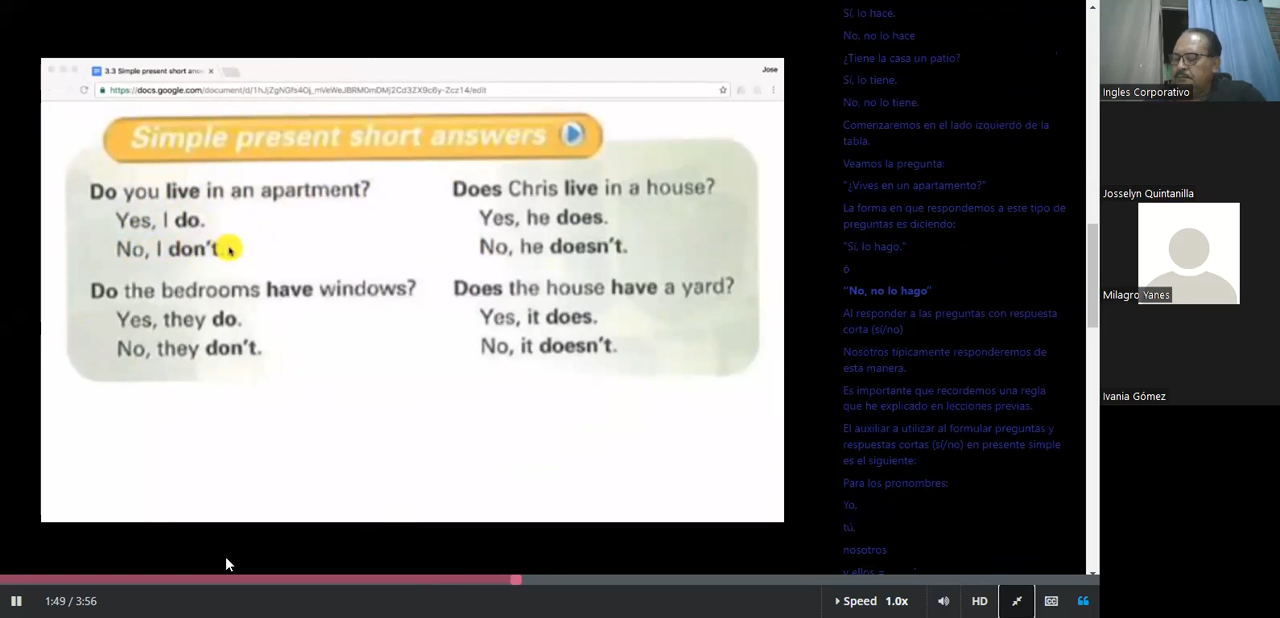 3.3 Simple present short ans
Jose
https://docs.google.com/document/d/1hJjZgNGfs4Oj_mVeWeJBRM0mDMj2Cd3ZX9c6y-Zcz14/edit
Simple present short answers
Do you live in an apartment?
Yes, I do.
No, I don't.
Do the bedrooms have windows?
Yes, they do.
No, they don't.
Does Chris live in a house?
Yes, he does.
No, he doesn't.
Does the house have a yard?
Yes, it does.
No, it doesn't.
Sí, lo hace.
No, no lo hace
¿Tiene la casa un patio?
Sí, lo tiene.
No, no lo tiene.
Comenzaremos en el lado izquierdo de la
tabla.
Veamos la pregunta:
"¿Vives en un apartamento?"
La forma en que respondemos a este tipo de
preguntas es diciendo:
"Sí, lo hago."
ó
"No, no lo hago"
Al responder a las preguntas con respuesta
corta (sí/no)
Nosotros típicamente responderemos de
esta manera.
Es importante que recordemos una regla
que he explicado en lecciones previas.
El auxiliar a utilizar al formular preguntas y
respuestas cortas (sí/no) en presente simple
es el siguiente:
Para los pronombres:
Yo,
tú,
nosotros
y ellos =
Ingles Corporativo
Josselyn Quintanilla
Milagro Yanes
Ivania Gómez
1:49 / 3:56
Speed 1.0x
HD
CC